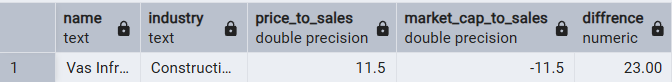 name industry price_to_sales market_cap_to_sales diffrence
text text double precision double precision numeric
1 Vas Infr... Constructi... 11.5 -11.5 23.00